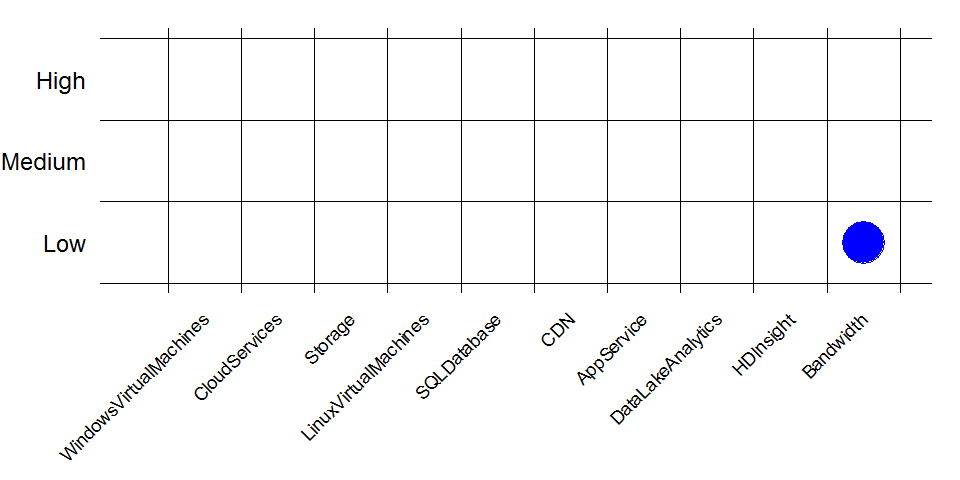 High
Medium
Low
WindowsVirtualMachines
CloudServices
Storage
LinuxVirtualMachines
SQLDatabase
CDN
AppService
DataLakeAnalytics
HDInsight
Bandwidth